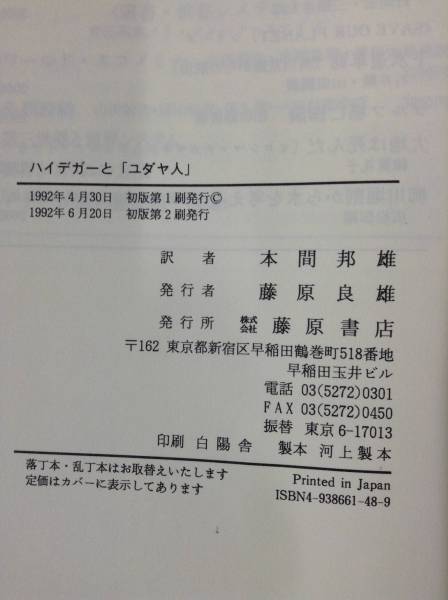 ハイデガーと「ユダヤ人」
1992年4月30日　初版第1刷発行©
1992年6月20日　初版第2刷発行
訳者　本間邦雄
発行者　藤原良雄
発行所　株式会社　藤原書店
〒162 東京都新宿区早稲田鶴巻町518番地
早稲田玉井ビル
電話　03(5272)0301
FAX　03(5272)0450
振替　東京6-17013
印刷　白陽舎　製本　河上製本
落丁本・乱丁本はお取替えいたします
定価はカバーに表示してあります
Printed in Japan
ISBN4-938661-48-9